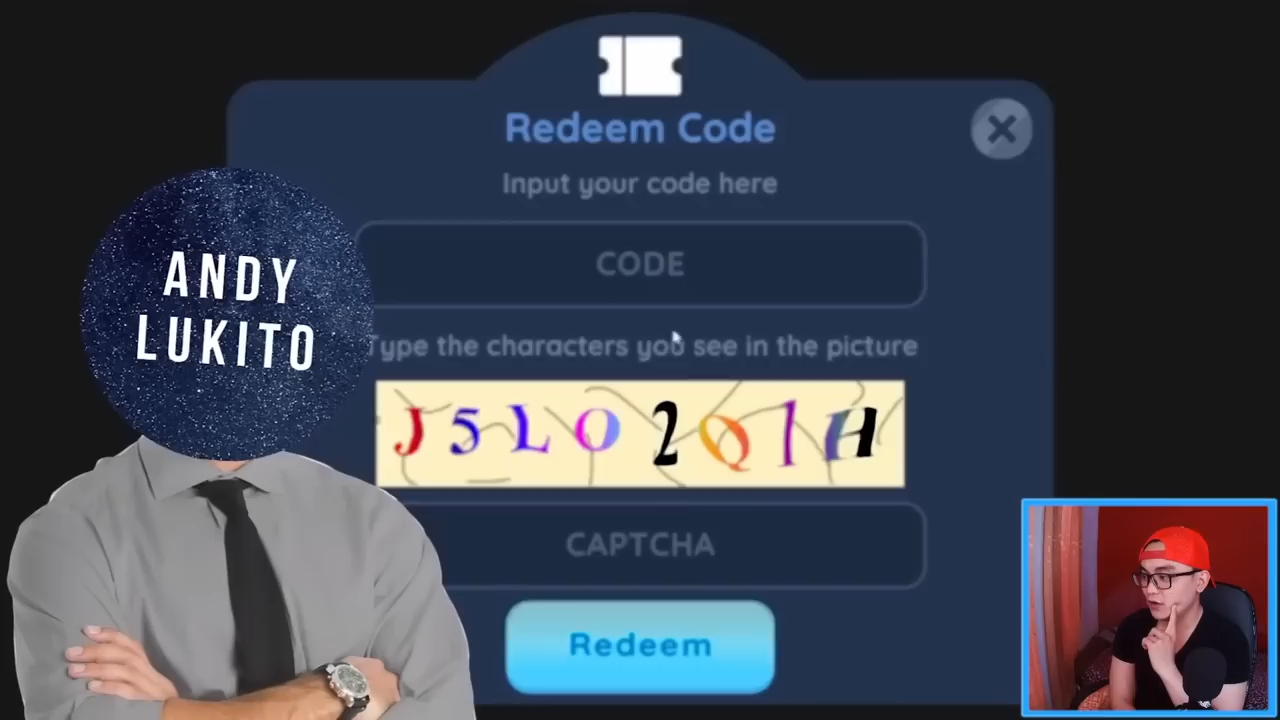 Redeem Code
Input your code here
CODE
ANDY
LUKITO
Type the characters you see in the picture
J5LO2Q1H
CAPTCHA
Redeem